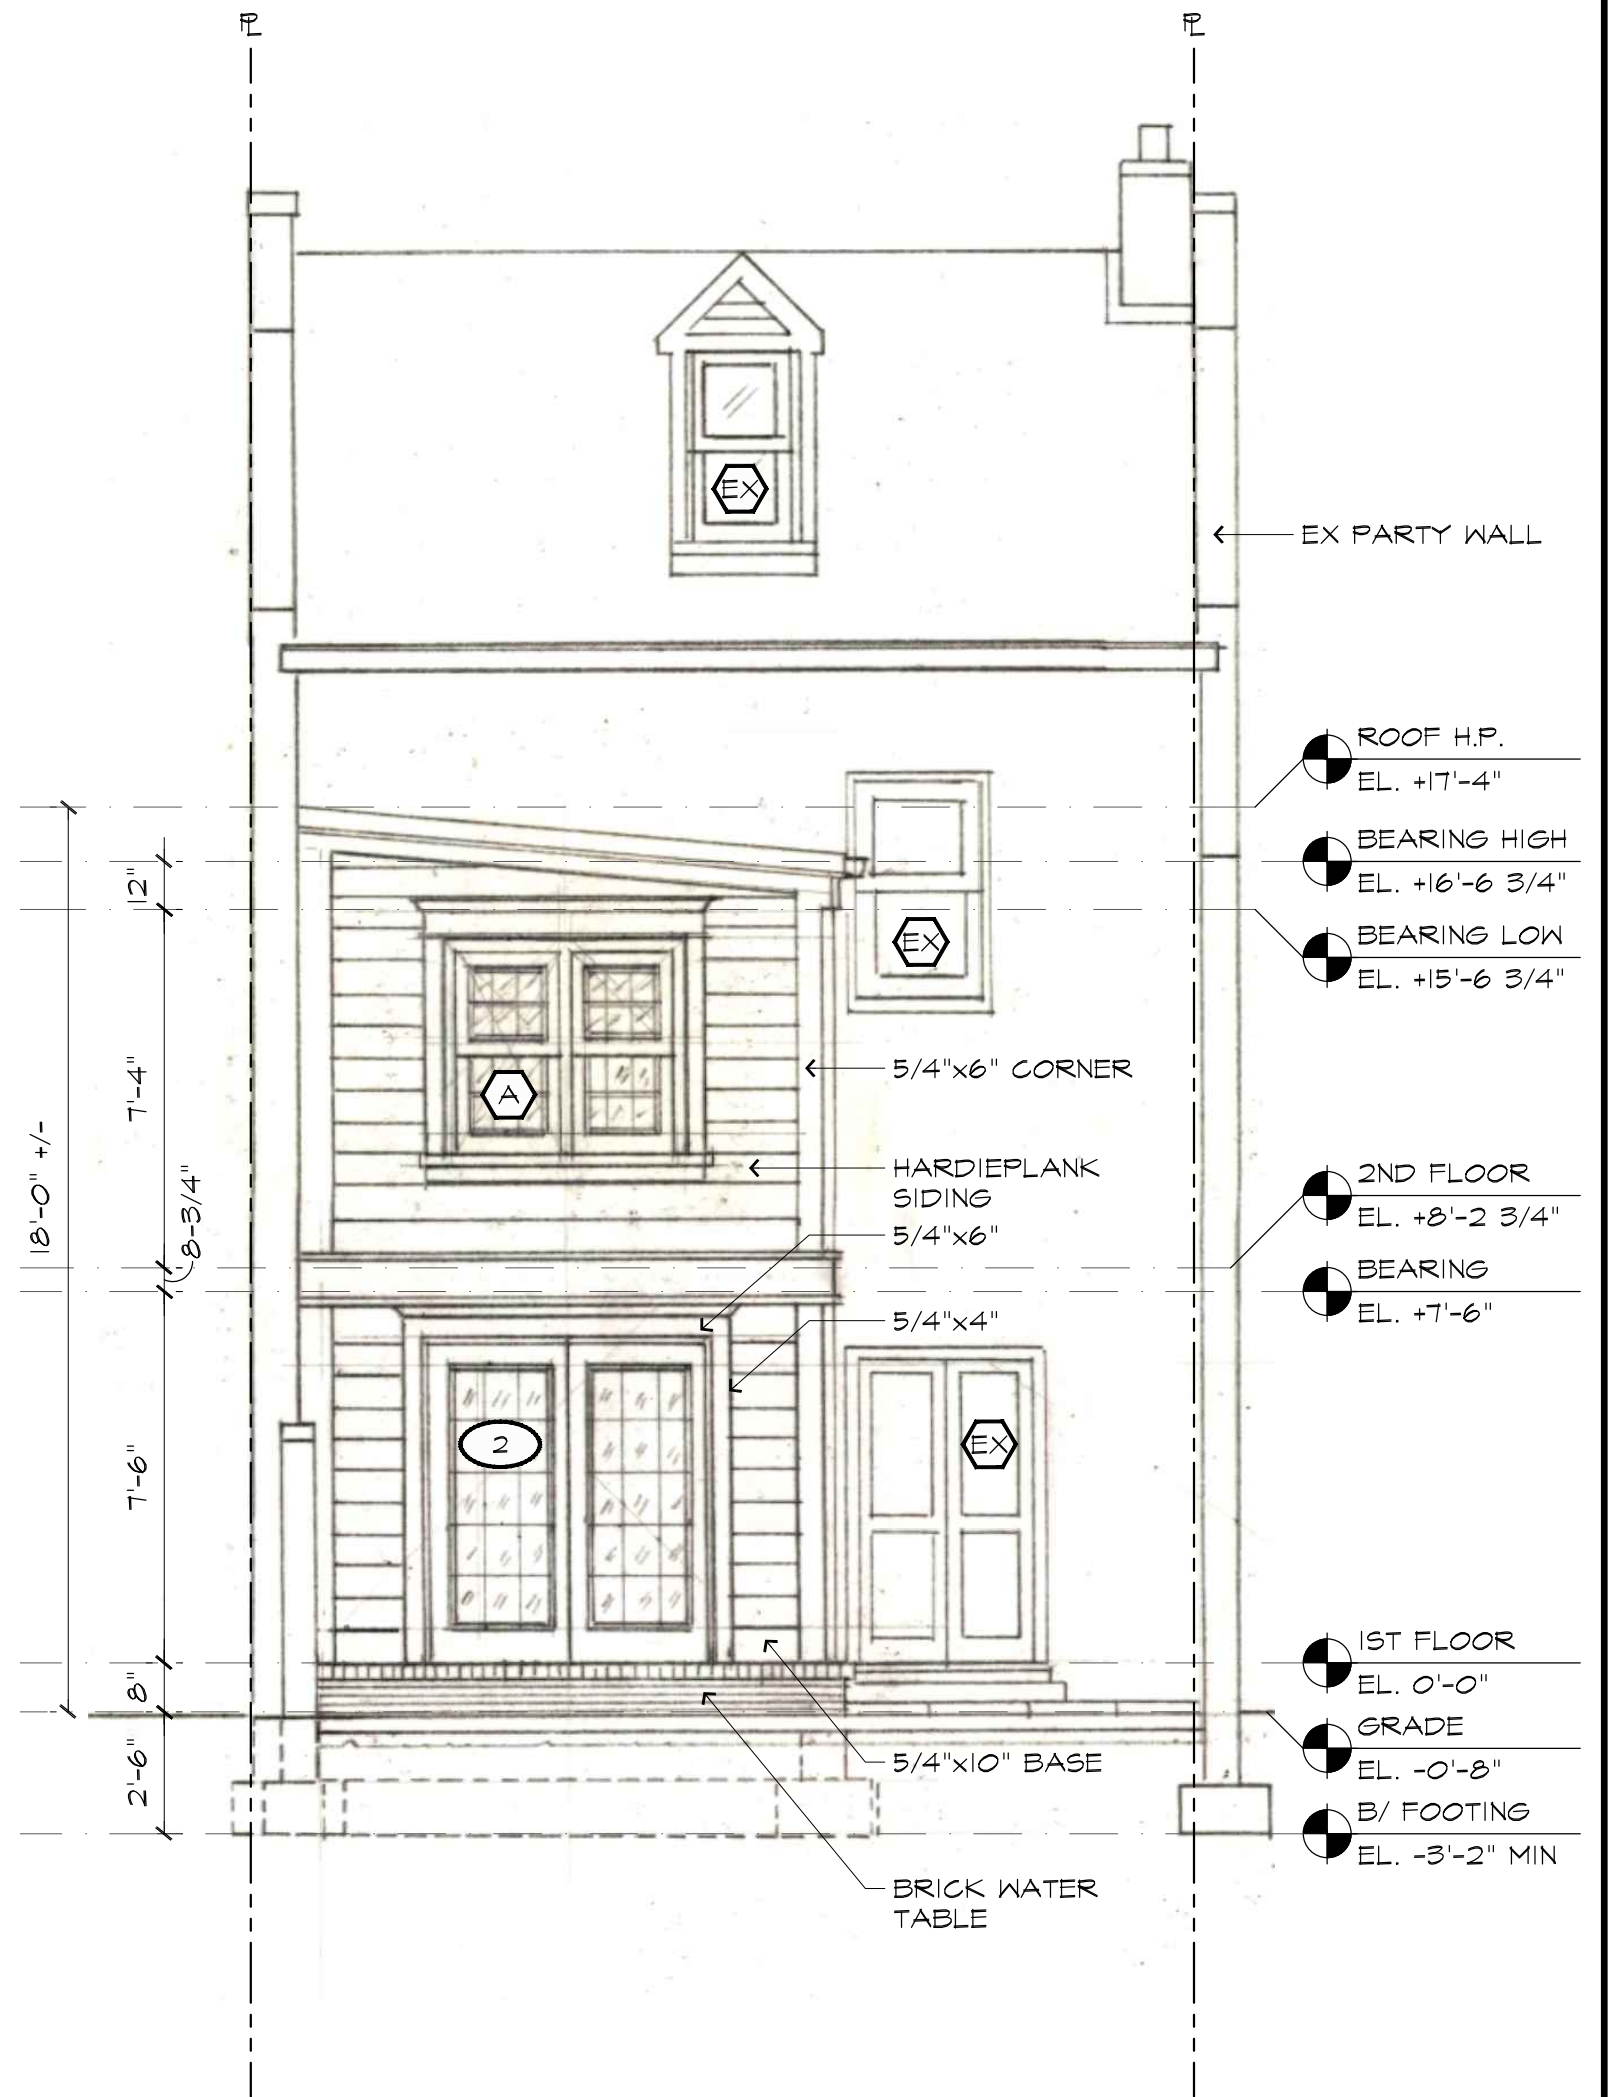 PL
PL
EX
EX PARTY WALL
ROOF H.P.
EL. +17'-4"
BEARING HIGH
EL. +16'-6 3/4"
BEARING LOW
EL. +15'-6 3/4"
12"
EX
5/4"x6" CORNER
7'-4"
A
18'-0" +/-
HARDIEPLANK
SIDING
5/4"x6"
8-3/4"
2ND FLOOR
EL. +8'-2 3/4"
BEARING
EL. +7'-6"
5/4"x4"
2
EX
7'-6"
1ST FLOOR
EL. 0'-0"
8"
GRADE
EL. -0'-8"
5/4"x10" BASE
2'-6"
B/ FOOTING
EL. -3'-2" MIN
BRICK WATER
TABLE